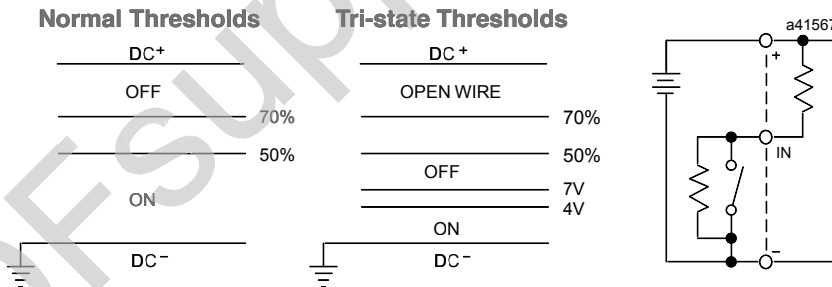 Normal Thresholds
DC+
OFF
70%
50%
ON
DC-
Tri-state Thresholds
DC+
OPEN WIRE
70%
50%
OFF
7V
4V
ON
DC-
a41567
+
IN
-